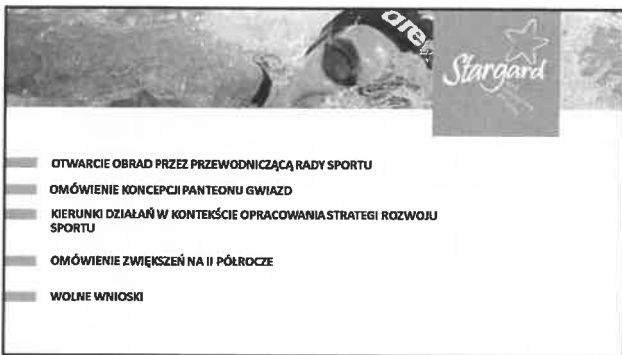 are
Stargard
OTWARCIE OBRAD PRZEZ PRZEWODNICZĄCĄ RADY SPORTU
OMÓWIENIE KONCEPCJI PANTEONU GWIAZD
KIERUNKI DZIAŁAŃ W KONTEKŚCIE OPRACOWANIA STRATEGI ROZWOJU
SPORTU
OMÓWIENIE ZWIĘKSZEŃ NA II PÓŁROCZE
WOLNE WNIOSKI